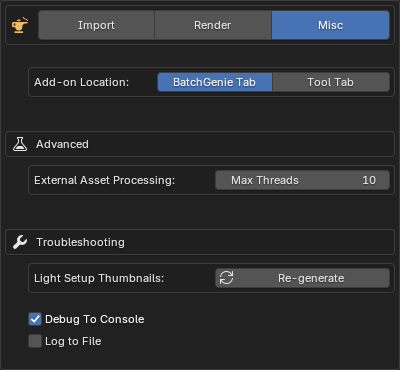 Import Render Misc
Add-on Location: BatchGenie Tab Tool Tab
Advanced
External Asset Processing: Max Threads 10
Troubleshooting
Light Setup Thumbnails: Re-generate
Debug To Console
Log to File